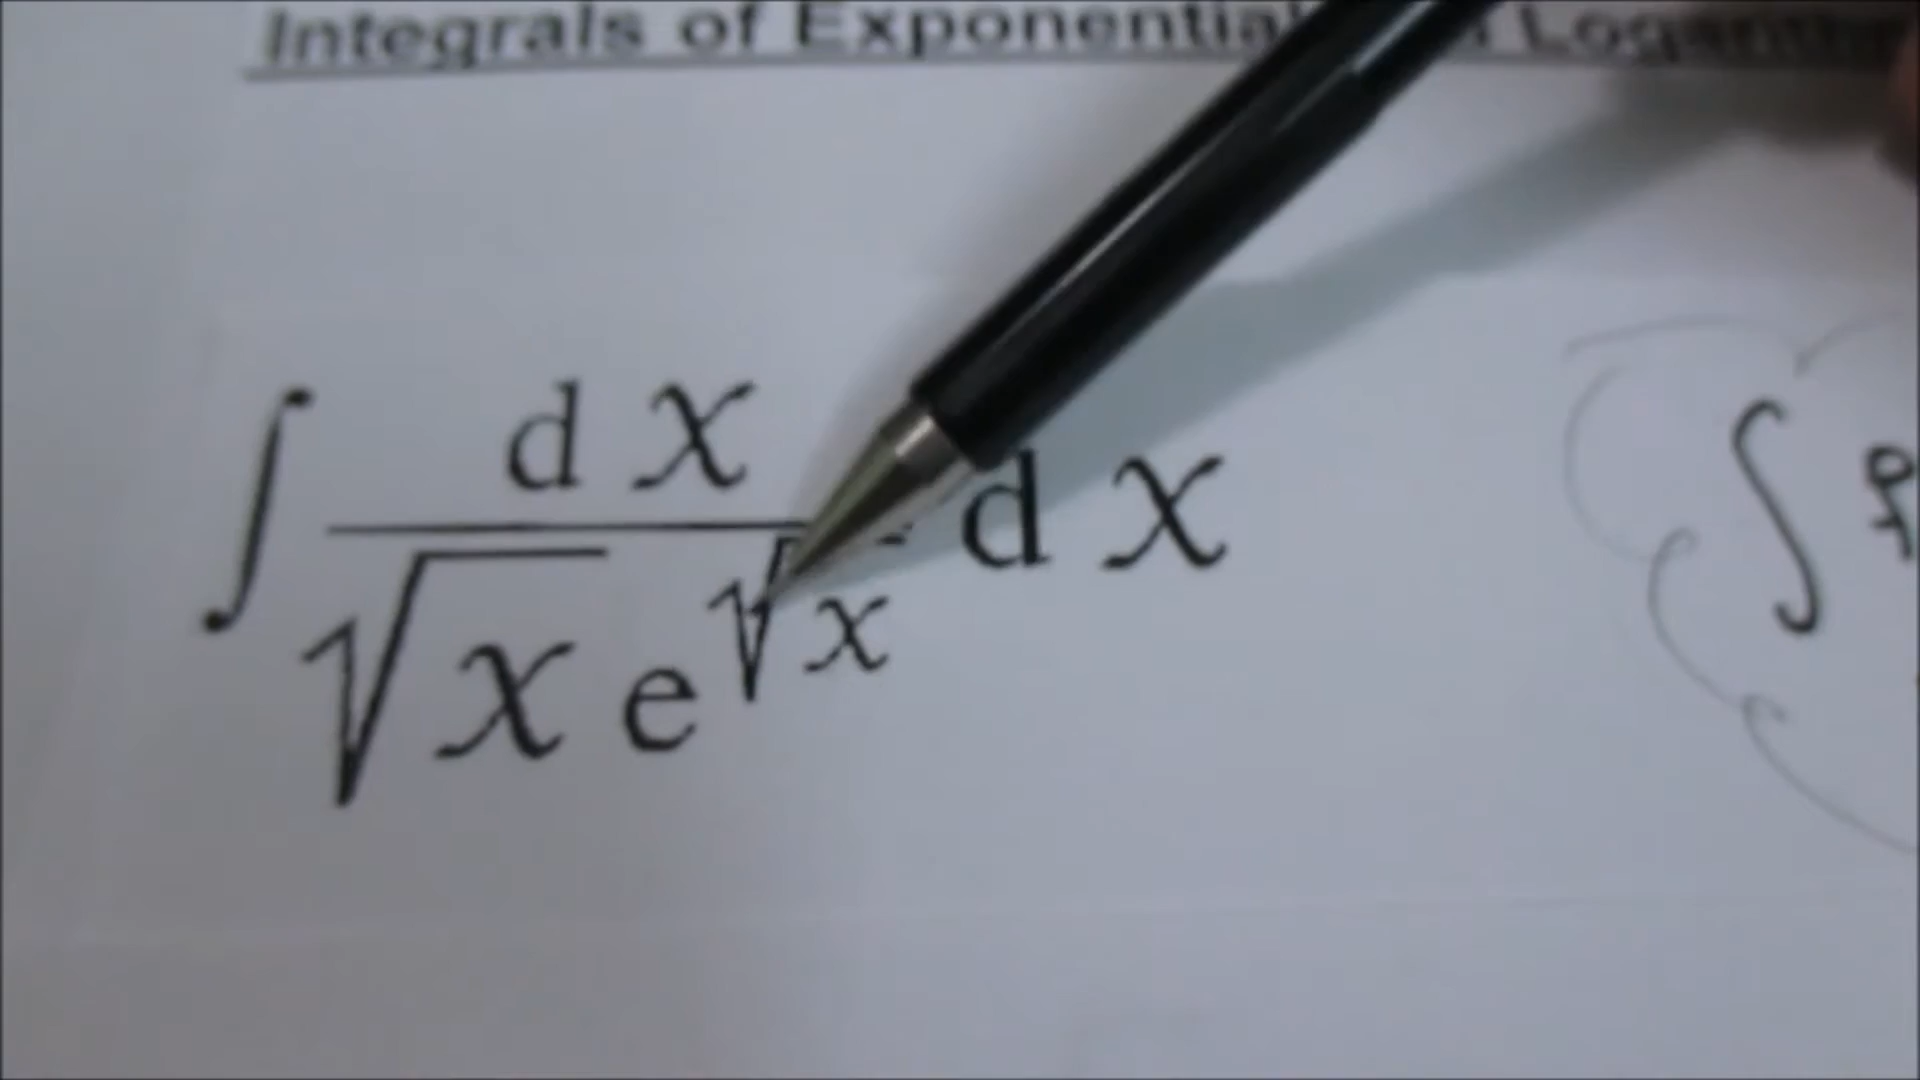 Integrals of Exponential
∫ dx / (√x e^√x) dx
∫